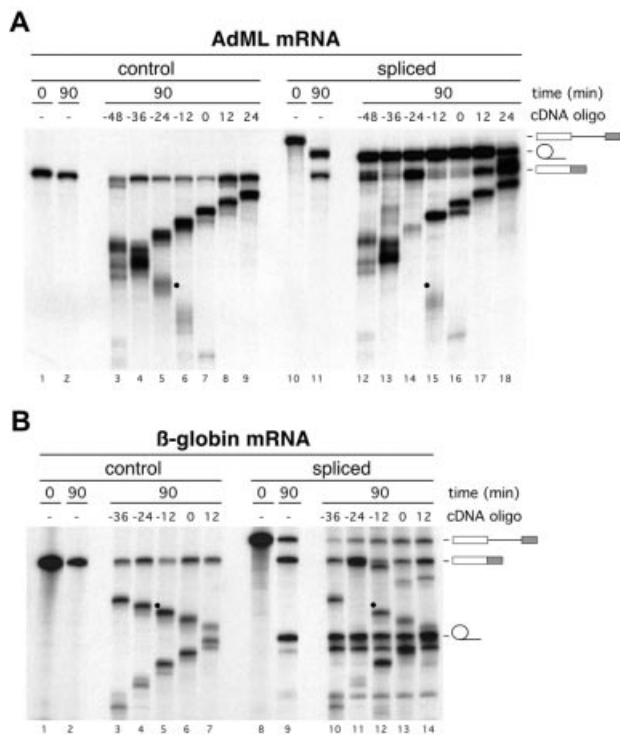 A
AdML mRNA
control spliced
0 90 90 0 90 90 time (min)
- - -48 -36 -24 -12 0 12 24 - - -48 -36 -24 -12 0 12 24 cDNA oligo
1 2 3 4 5 6 7 8 9 10 11 12 13 14 15 16 17 18
B
ß-globin mRNA
control spliced
0 90 90 0 90 90 time (min)
- - -36 -24 -12 0 12 - - -36 -24 -12 0 12 cDNA oligo
1 2 3 4 5 6 7 8 9 10 11 12 13 14